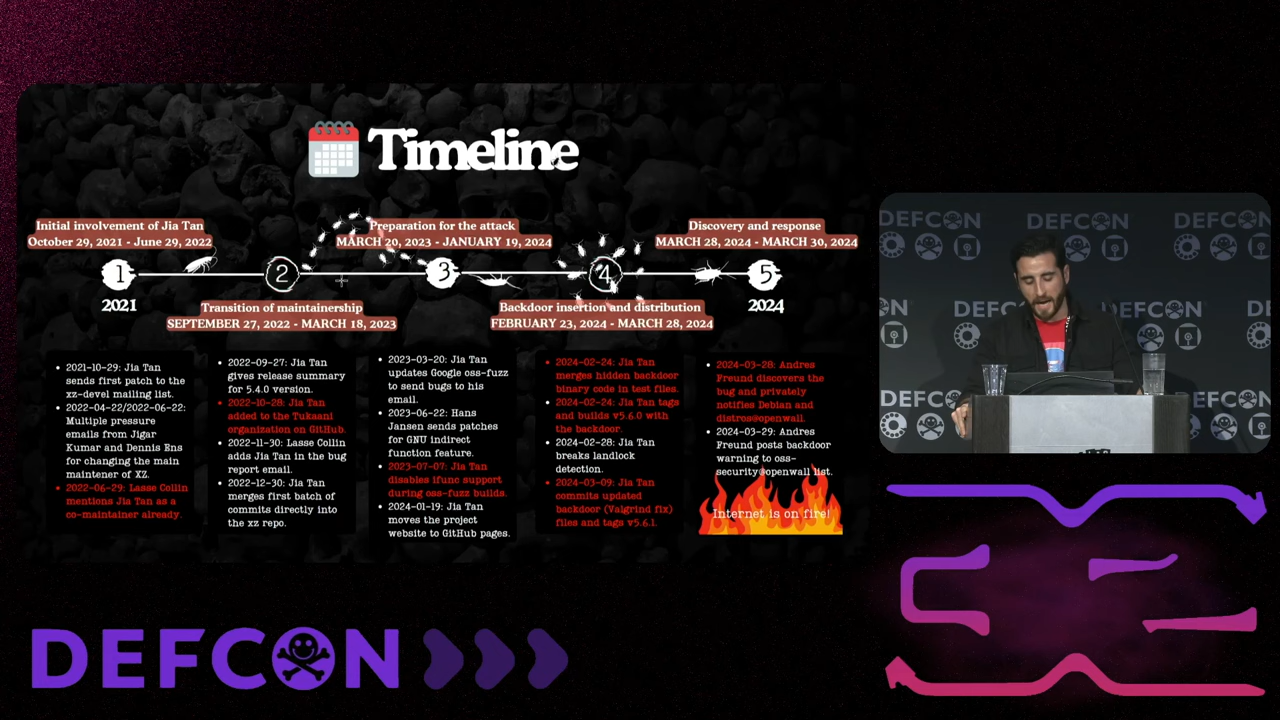 Timeline
Initial involvement of Jia Tan
October 29, 2021 - June 29, 2022
Preparation for the attack
MARCH 20, 2023 - JANUARY 19, 2024
Discovery and response
MARCH 28, 2024 - MARCH 30, 2024
1
2
3
4
5
2021
2024
Transition of maintainership
SEPTEMBER 27, 2022 - MARCH 18, 2023
Backdoor insertion and distribution
FEBRUARY 23, 2024 - MARCH 28, 2024
• 2021-10-29: Jia Tan
sends first patch to the
xz-devel mailing list.
• 2022-04-22/2022-06-22:
Multiple pressure
emails from Jigar
Kumar and Dennis Ens
for changing the main
maintener of XZ.
• 2022-06-29: Lasse Collin
mentions Jia Tan as a
co-maintainer already.
• 2022-09-27: Jia Tan
gives release summary
for 5.4.0 version.
• 2022-10-28: Jia Tan
added to the Tukaani
organization on GitHub.
• 2022-11-30: Lasse Collin
adds Jia Tan in the bug
report email.
• 2022-12-30: Jia Tan
merges first batch of
commits directly into
the xz repo.
• 2023-03-20: Jia Tan
updates Google oss-fuzz
to send bugs to his
email.
• 2023-06-22: Hans
Jansen sends patches
for GNU indirect
function feature.
• 2023-07-07: Jia Tan
disables ifunc support
during oss-fuzz builds.
• 2024-01-19: Jia Tan
moves the project
website to GitHub pages.
• 2024-02-24: Jia Tan
merges hidden backdoor
binary code in test files.
• 2024-02-24: Jia Tan tags
and builds v5.6.0 with
the backdoor.
• 2024-02-28: Jia Tan
breaks landlock
detection.
• 2024-03-09: Jia Tan
commits updated
backdoor (Valgrind fix)
files and tags v5.6.1.
• 2024-03-28: Andres
Freund discovers the
bug and privately
notifies Debian and
distros@openwall.
• 2024-03-29: Andres
Freund posts backdoor
warning to oss-
security@openwall list.
Internet is on fire!
DEFCON
DEFCON
DEFCON
DEFCON
DEFCON
DEFCON
DEFCON